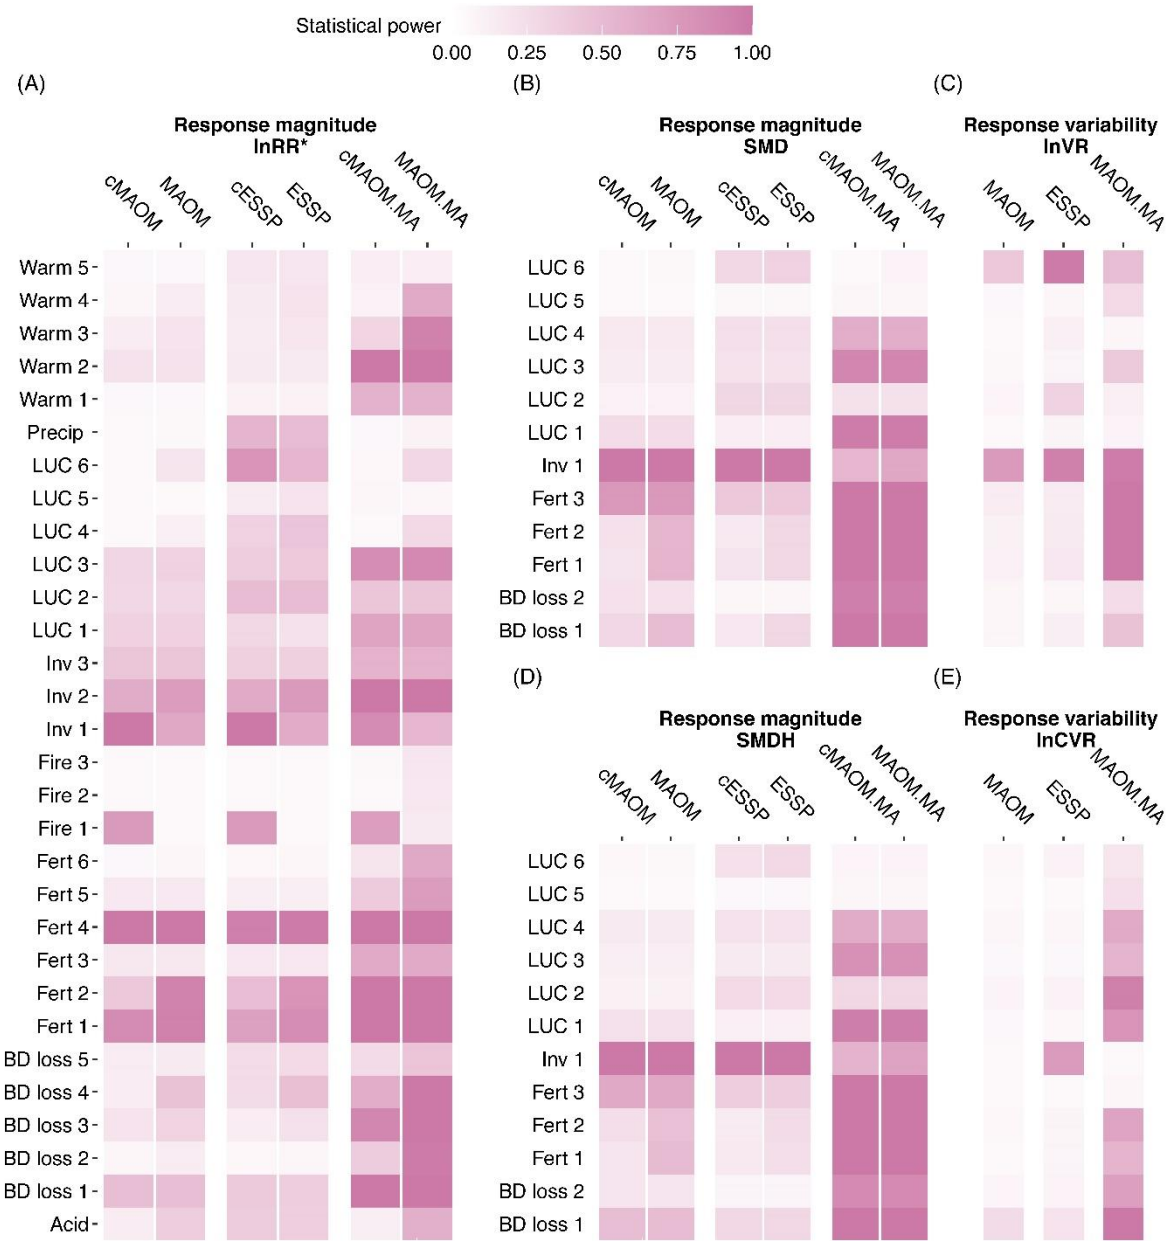 Statistical power
0.00 0.25 0.50 0.75 1.00
(A)
Response magnitude
lnRR*
cMAOM MAOM cESSP ESSP cMAOM.MA MAOM.MA
Warm 5
Warm 4
Warm 3
Warm 2
Warm 1
Precip
LUC 6
LUC 5
LUC 4
LUC 3
LUC 2
LUC 1
Inv 3
Inv 2
Inv 1
Fire 3
Fire 2
Fire 1
Fert 6
Fert 5
Fert 4
Fert 3
Fert 2
Fert 1
BD loss 5
BD loss 4
BD loss 3
BD loss 2
BD loss 1
Acid
(B)
Response magnitude
SMD
cMAOM MAOM cESSP ESSP cMAOM.MA MAOM.MA
LUC 6
LUC 5
LUC 4
LUC 3
LUC 2
LUC 1
Inv 1
Fert 3
Fert 2
Fert 1
BD loss 2
BD loss 1
(C)
Response variability
lnVR
MAOM ESSP MAOM.MA
(D)
Response magnitude
SMDH
cMAOM MAOM cESSP ESSP cMAOM.MA MAOM.MA
LUC 6
LUC 5
LUC 4
LUC 3
LUC 2
LUC 1
Inv 1
Fert 3
Fert 2
Fert 1
BD loss 2
BD loss 1
(E)
Response variability
lnCVR
MAOM ESSP MAOM.MA